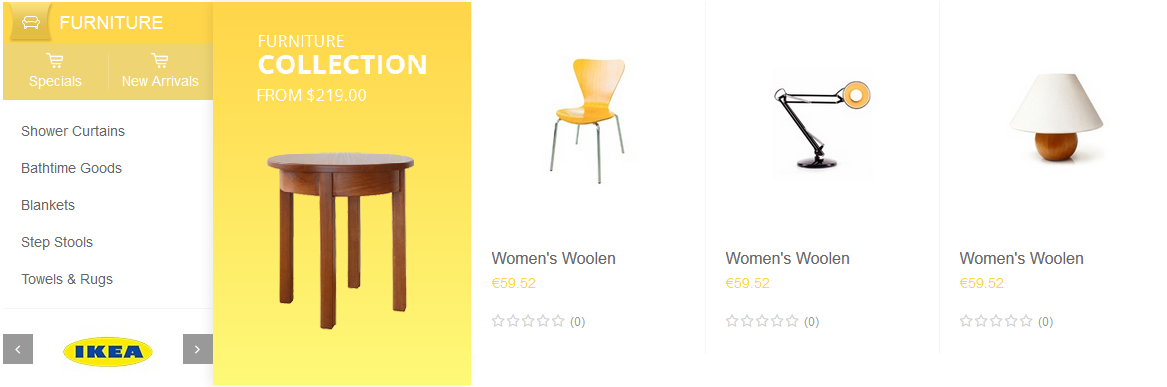 FURNITURE
Specials
New Arrivals
Shower Curtains
Bathtime Goods
Blankets
Step Stools
Towels & Rugs
IKEA
FURNITURE
COLLECTION
FROM $219.00
Women's Woolen
€59.52
(0)
Women's Woolen
€59.52
(0)
Women's Woolen
€59.52
(0)